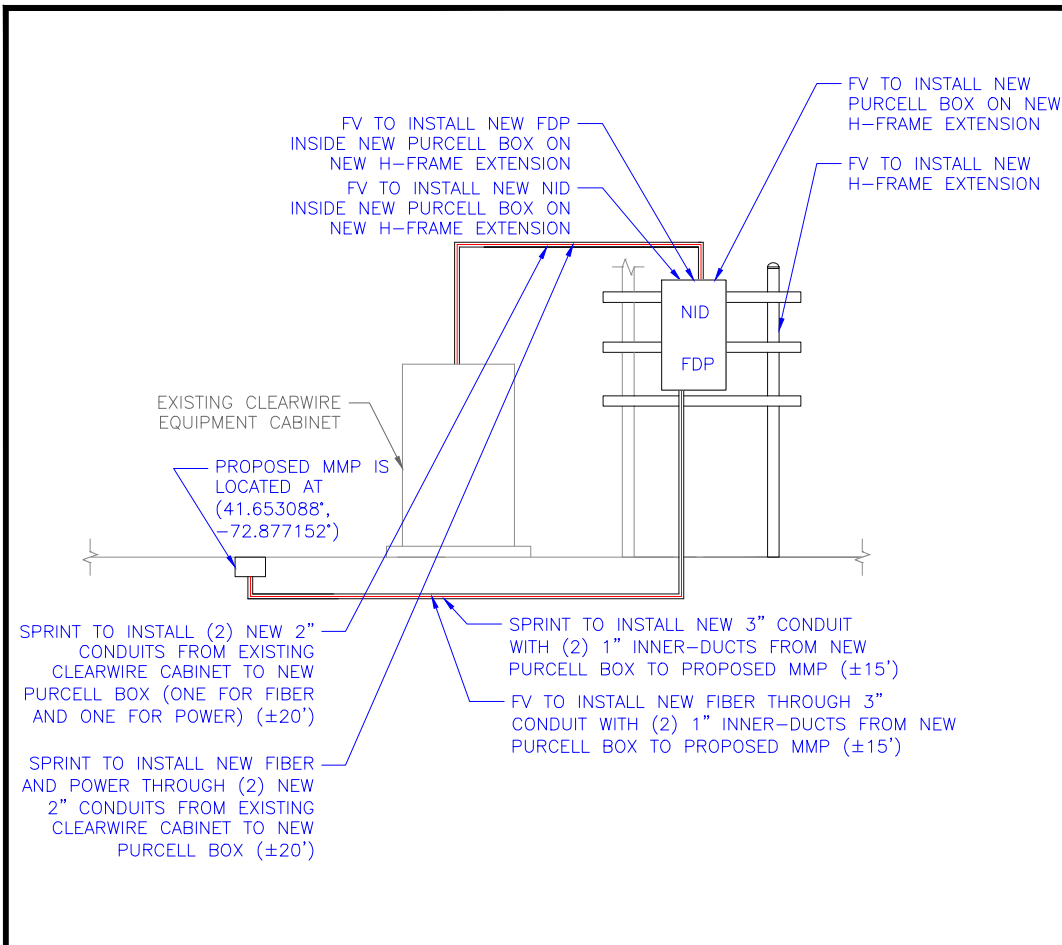 FV TO INSTALL NEW
PURCELL BOX ON NEW
H-FRAME EXTENSION
FV TO INSTALL NEW FDP
INSIDE NEW PURCELL BOX ON
NEW H-FRAME EXTENSION
FV TO INSTALL NEW
H-FRAME EXTENSION
FV TO INSTALL NEW NID
INSIDE NEW PURCELL BOX ON
NEW H-FRAME EXTENSION
NID
FDP
EXISTING CLEARWIRE
EQUIPMENT CABINET
PROPOSED MMP IS
LOCATED AT
(41.653088°,
-72.877152°)
SPRINT TO INSTALL (2) NEW 2"
CONDUITS FROM EXISTING
CLEARWIRE CABINET TO NEW
PURCELL BOX (ONE FOR FIBER
AND ONE FOR POWER) (±20')
SPRINT TO INSTALL NEW 3" CONDUIT
WITH (2) 1" INNER-DUCTS FROM NEW
PURCELL BOX TO PROPOSED MMP (±15')
FV TO INSTALL NEW FIBER THROUGH 3"
CONDUIT WITH (2) 1" INNER-DUCTS FROM NEW
PURCELL BOX TO PROPOSED MMP (±15')
SPRINT TO INSTALL NEW FIBER
AND POWER THROUGH (2) NEW
2" CONDUITS FROM EXISTING
CLEARWIRE CABINET TO NEW
PURCELL BOX (±20')